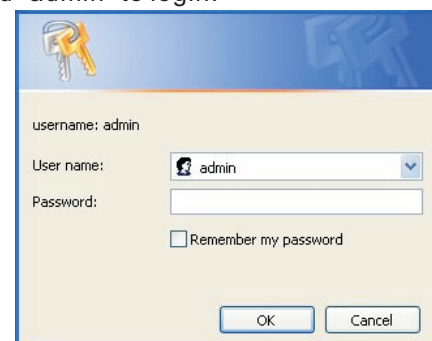 "admin" to login.
username: admin
User name:
admin
Password:
Remember my password
OK
Cancel